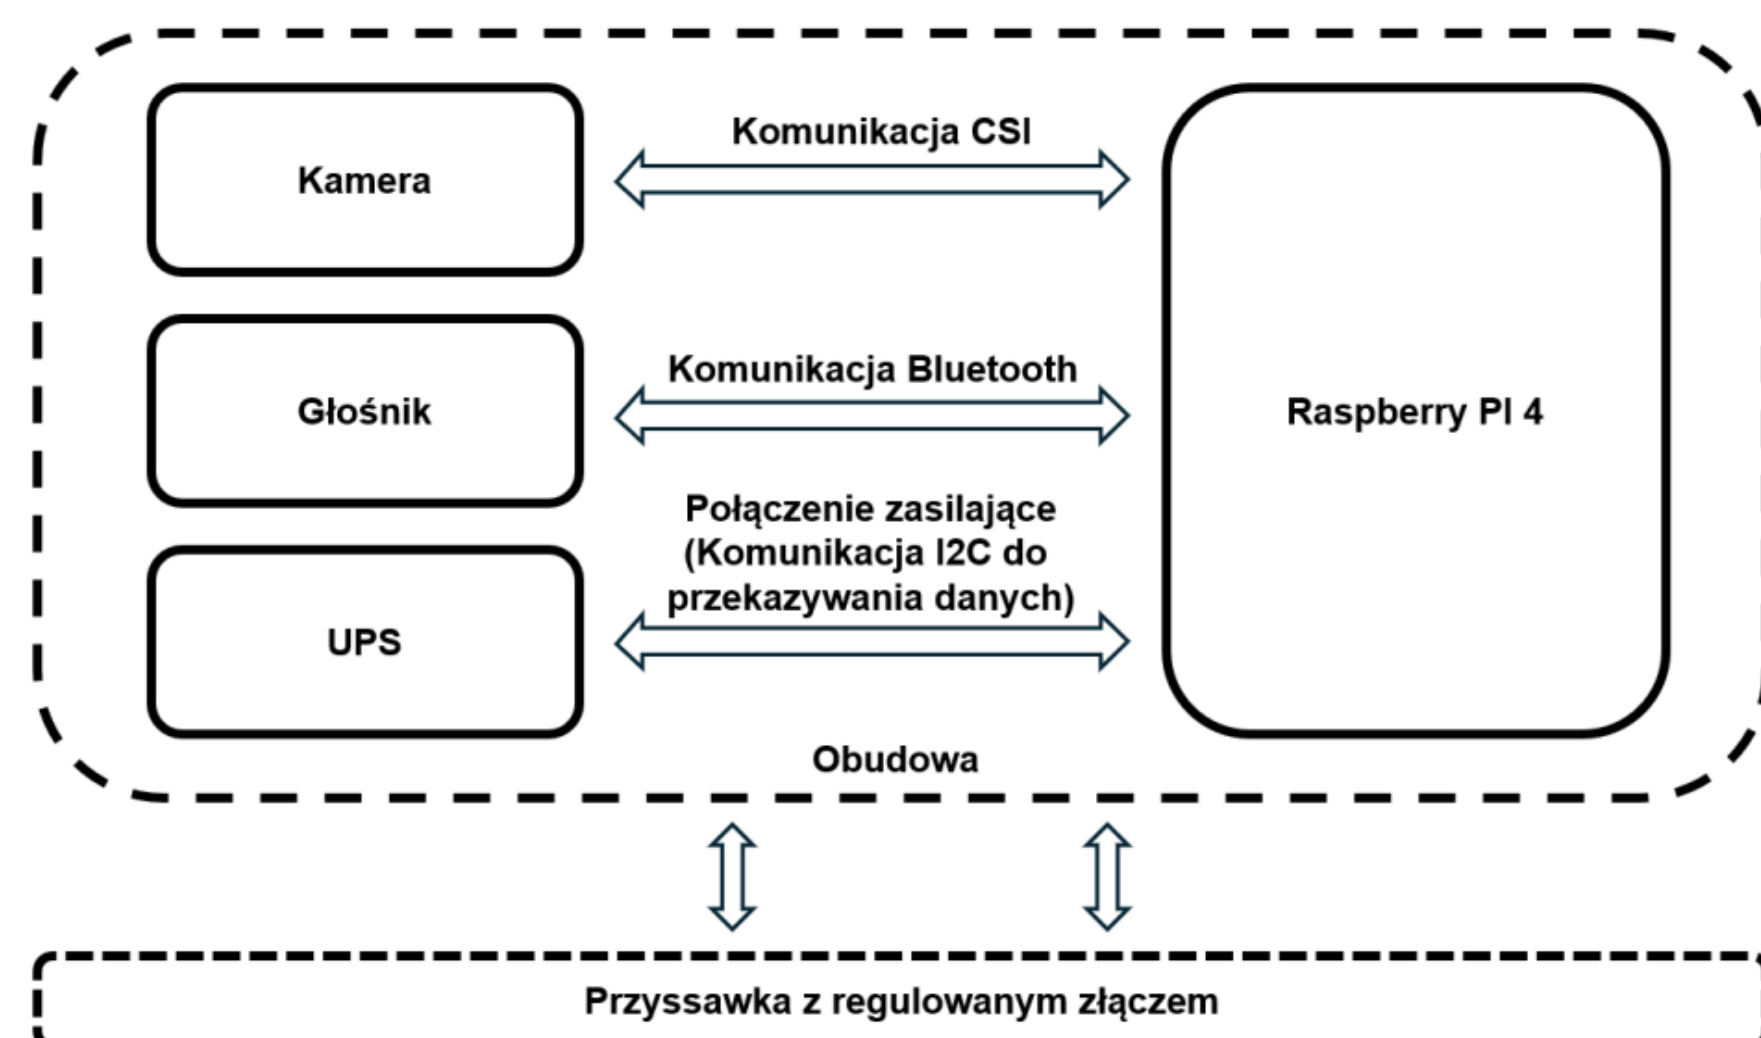 Komunikacja CSI
Kamera
Komunikacja Bluetooth
Głośnik
Raspberry PI 4
Połączenie zasilające
(Komunikacja I2C do
przekazywania danych)
UPS
Obudowa
Przyssawka z regulowanym złączem